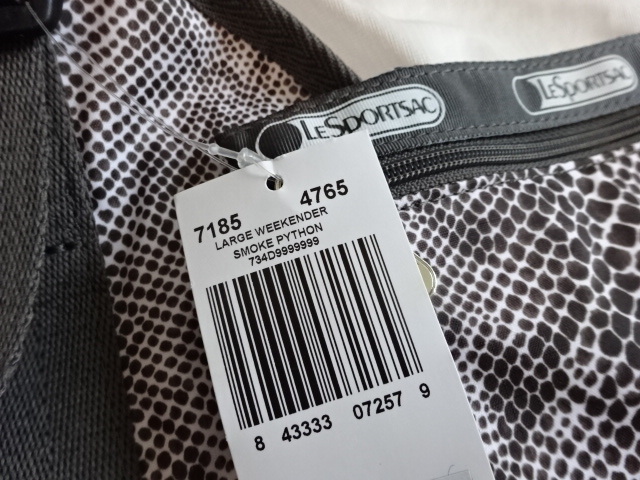 LESPORTSAC
LESPORTSAC
7185 4765
LARGE WEEKENDER
SMOKE PYTHON
734D9999999
8 43333 07257 9